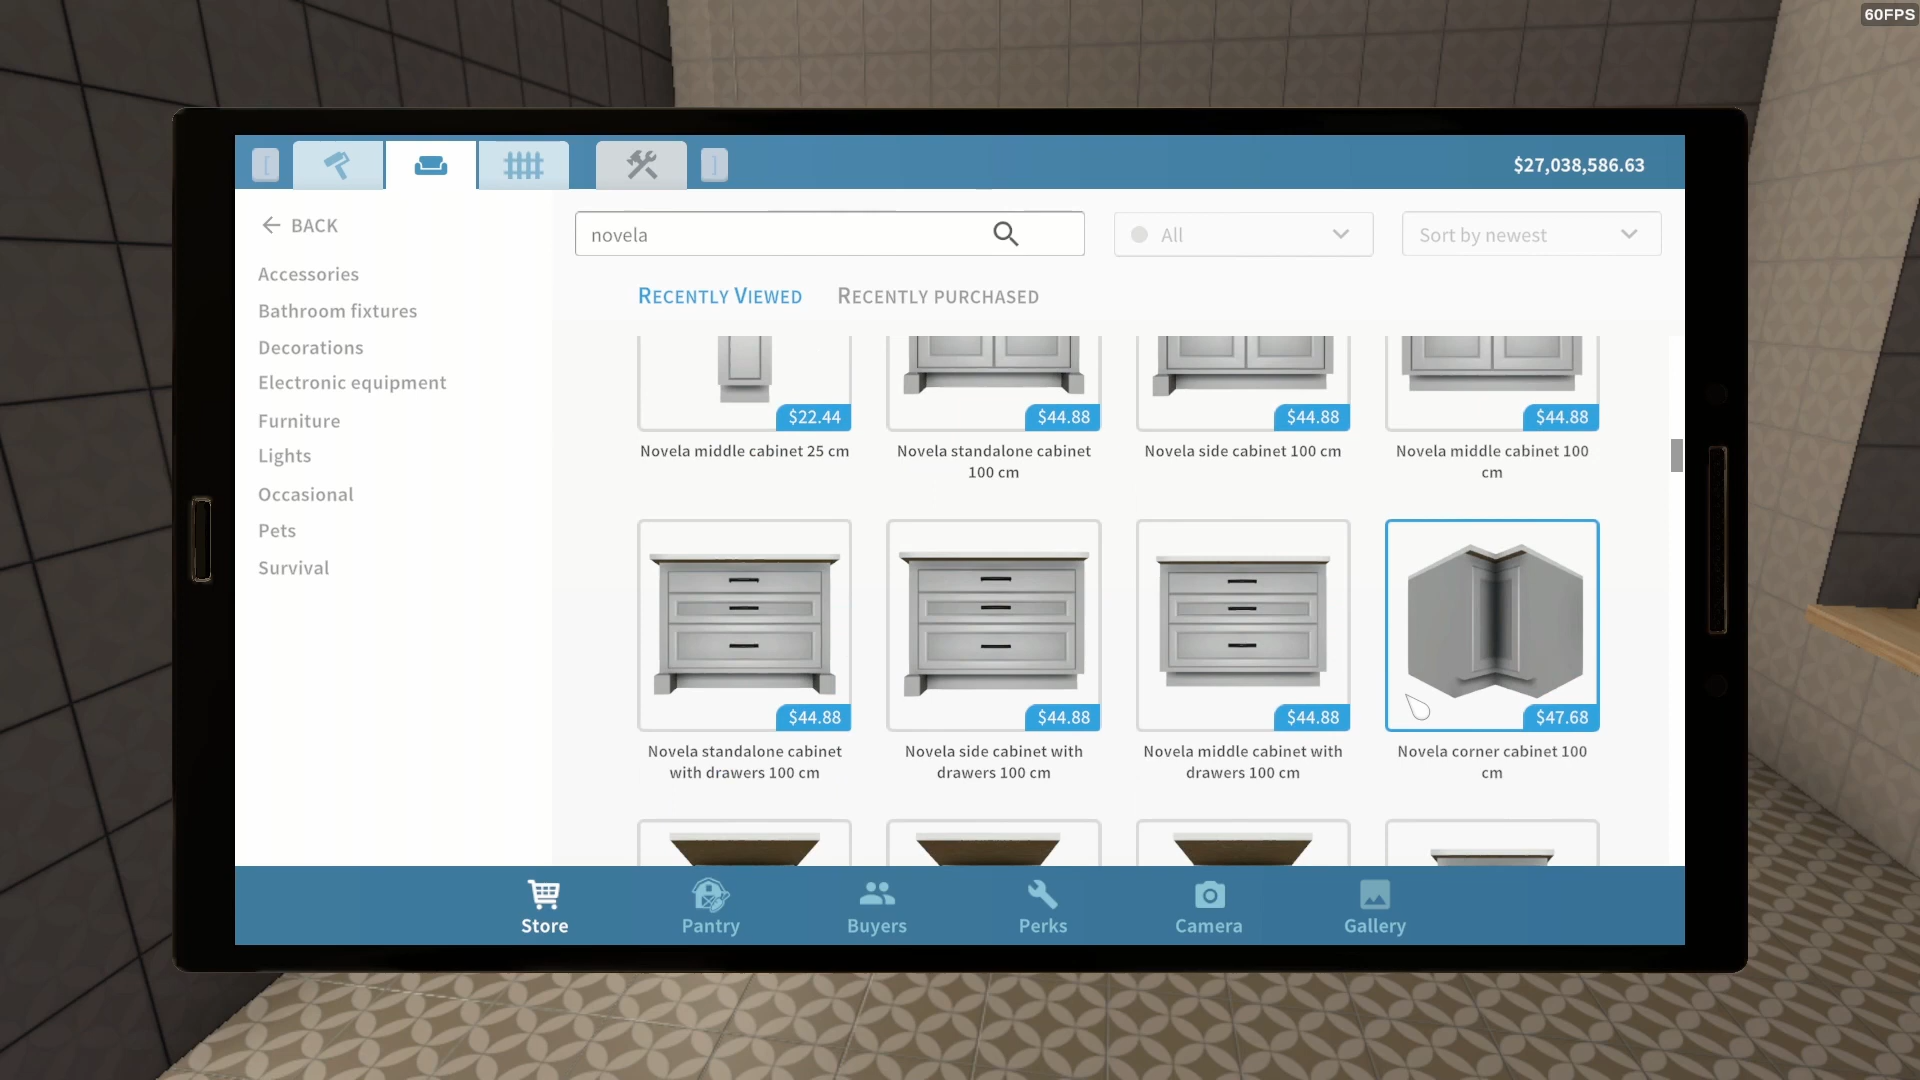 60FPS
[
]
$27,038,586.63
BACK
novela
All
Sort by newest
Accessories
Bathroom fixtures
Decorations
Electronic equipment
Furniture
Lights
Occasional
Pets
Survival
RECENTLY VIEWED
RECENTLY PURCHASED
$22.44
$44.88
$44.88
$44.88
Novela middle cabinet 25 cm
Novela standalone cabinet
100 cm
Novela side cabinet 100 cm
Novela middle cabinet 100
cm
$44.88
$44.88
$44.88
$47.68
Novela standalone cabinet
with drawers 100 cm
Novela side cabinet with
drawers 100 cm
Novela middle cabinet with
drawers 100 cm
Novela corner cabinet 100
cm
Store
Pantry
Buyers
Perks
Camera
Gallery